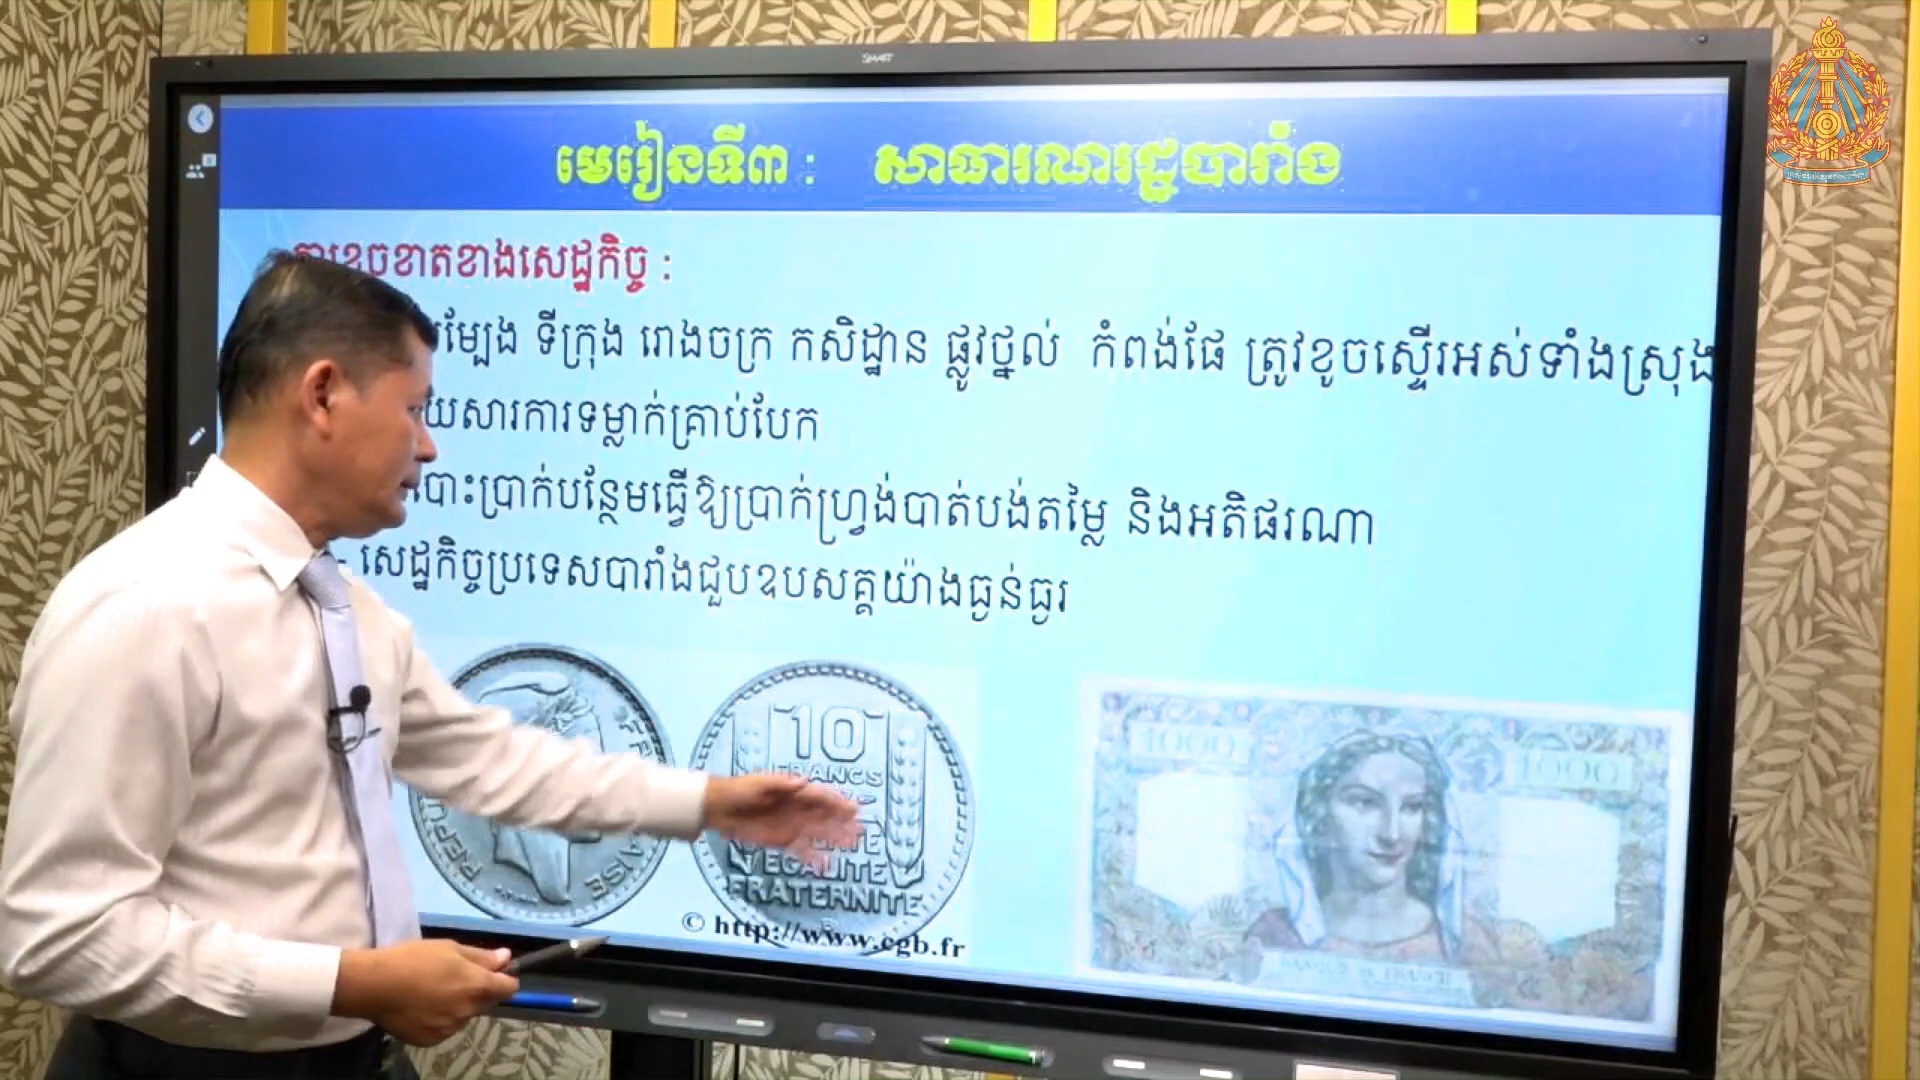 SMART
មេរៀនទី៣ : សាធារណរដ្ឋបារាំង
ការខូចខាតខាងសេដ្ឋកិច្ច :
ទីក្រុង រោងចក្រ កសិដ្ឋាន ផ្លូវថ្នល់ កំពង់ផែ ត្រូវខូចស្ទើរអស់ទាំងស្រុង
ការទម្លាក់គ្រាប់បែក
បោះប្រាក់បន្ថែមធ្វើឱ្យប្រាក់ហ្វ្រង់បាត់បង់តម្លៃ និងអតិផរណា
- សេដ្ឋកិច្ចប្រទេសបារាំងជួបឧបសគ្គយ៉ាងធ្ងន់ធ្ងរ
10
FRANCS
EGALITE
FRATERNITE
© http://www.cgb.fr
1000 1000